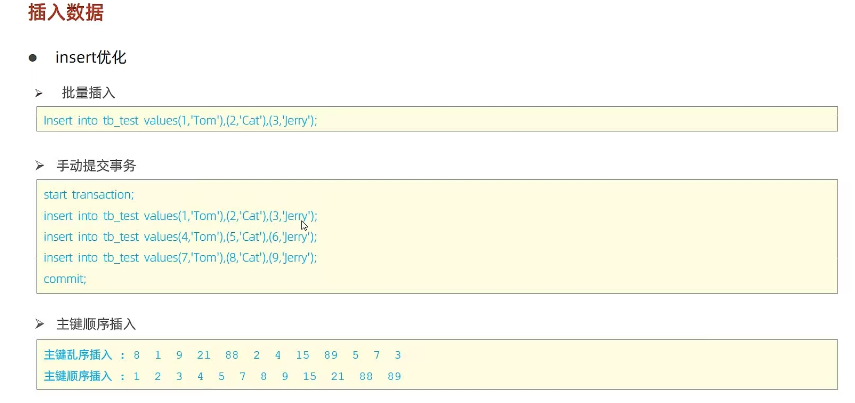 插入数据
● insert优化
➢ 批量插入
Insert into tb_test values(1,'Tom'),(2,'Cat'),(3,'Jerry');
➢ 手动提交事务
start transaction;
insert into tb_test values(1,'Tom'),(2,'Cat'),(3,'Jerry');
insert into tb_test values(4,'Tom'),(5,'Cat'),(6,'Jerry');
insert into tb_test values(7,'Tom'),(8,'Cat'),(9,'Jerry');
commit;
➢ 主键顺序插入
主键乱序插入 : 8 1 9 21 88 2 4 15 89 5 7 3
主键顺序插入 : 1 2 3 4 5 7 8 9 15 21 88 89